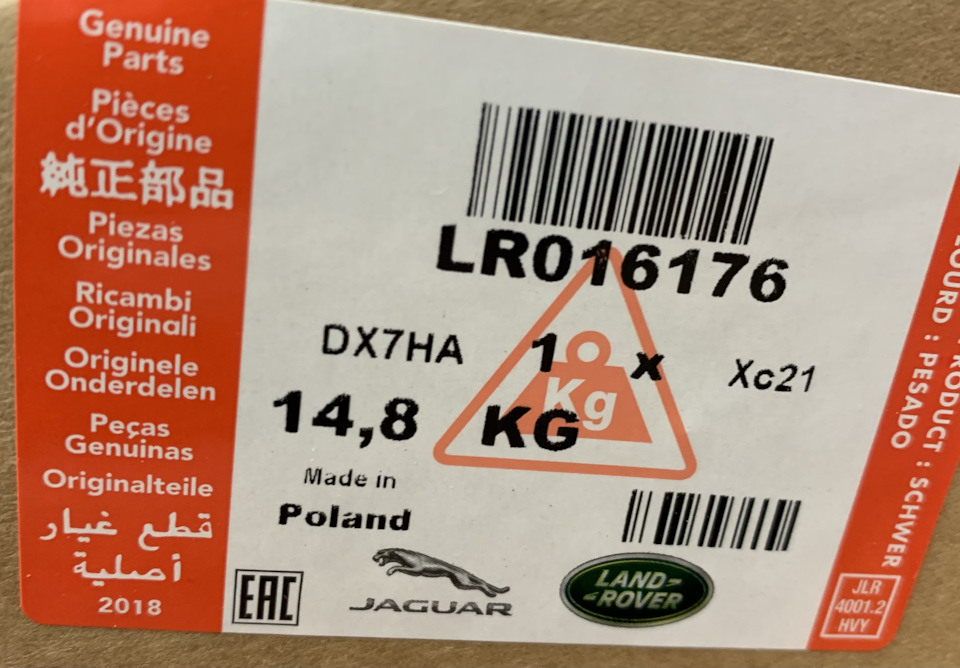 Genuine
Parts
Pièces
d'Origine
純正部品
Piezas
Originales
Ricambi
Originali
Originele
Onderdelen
Peças
Genuinas
Originalteile
قطع غيار
أصلية
2018
LR016176
DX7HA 1 x Xc21
Kg
14,8 KG
Made in
Poland
EAC
JAGUAR
LAND-
-ROVER
PRODUCT : SCHWER
LOURD : PESADO
JLR
4001.2
HVY